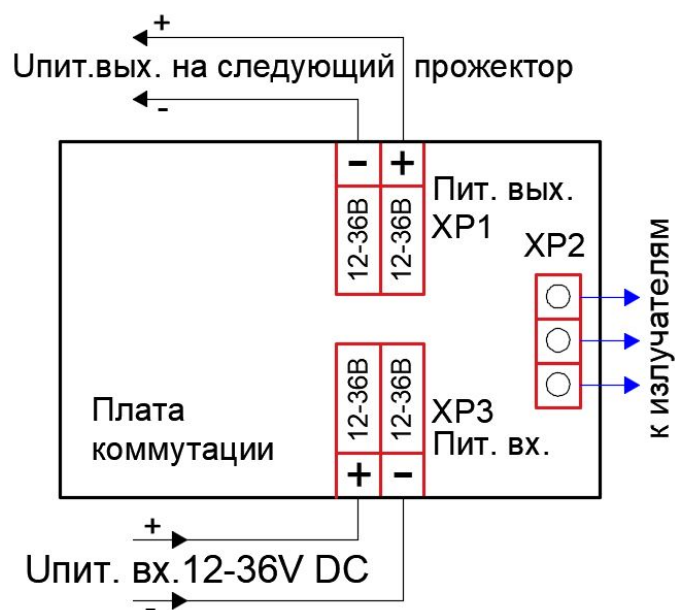 +
Uпит.вых. на следующий прожектор
-
- +
12-36В 12-36В
Пит. вых.
XP1
XP2
к излучателям
12-36В 12-36В
XP3
Пит. вх.
Плата
коммутации
+ -
+
Uпит. вх.12-36V DC
-